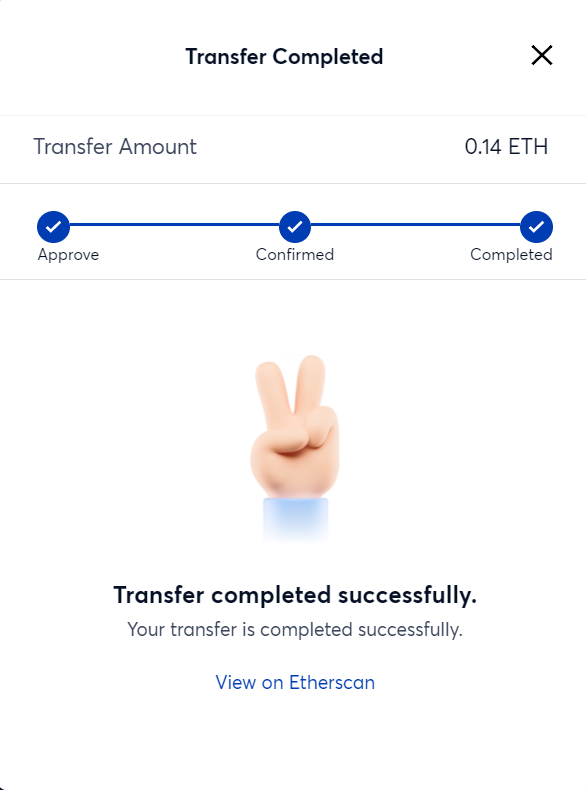 Transfer Completed
Transfer Amount 0.14 ETH
Approve Confirmed Completed
Transfer completed successfully.
Your transfer is completed successfully.
View on Etherscan